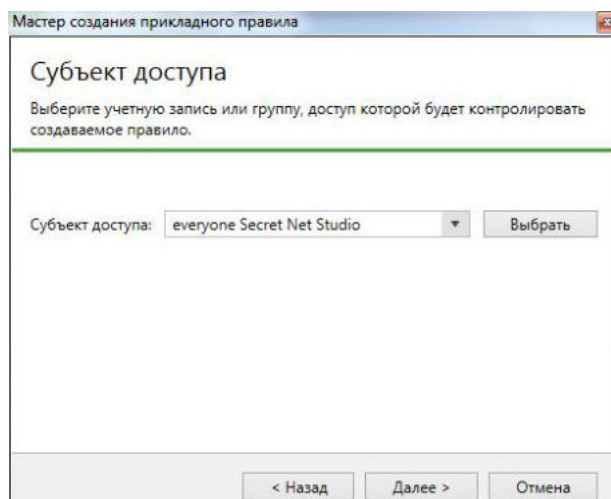 Мастер создания прикладного правила
Субъект доступа
Выберите учетную запись или группу, доступ которой будет контролировать
создаваемое правило.
Субъект доступа: everyone Secret Net Studio Выбрать
< Назад Далее > Отмена